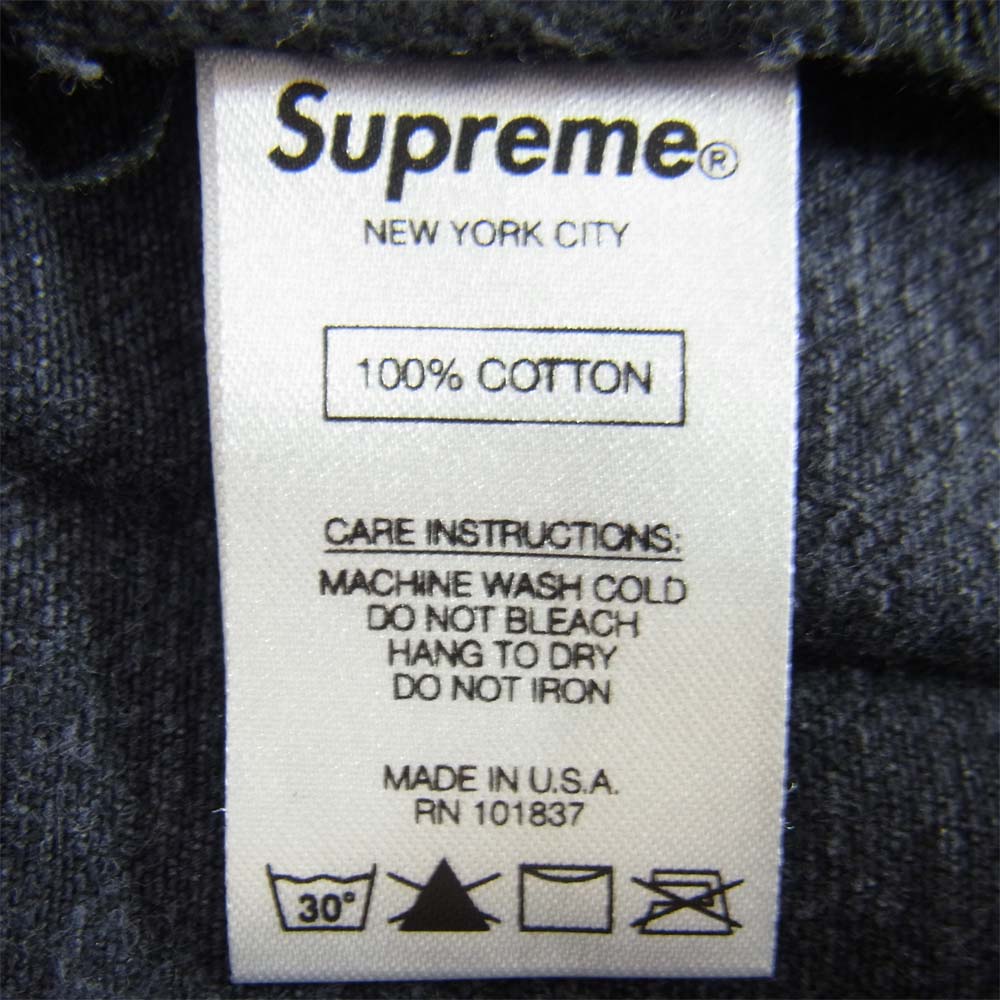 Supreme®
NEW YORK CITY
100% COTTON
CARE INSTRUCTIONS:
MACHINE WASH COLD
DO NOT BLEACH
HANG TO DRY
DO NOT IRON
MADE IN U.S.A.
RN 101837
30°